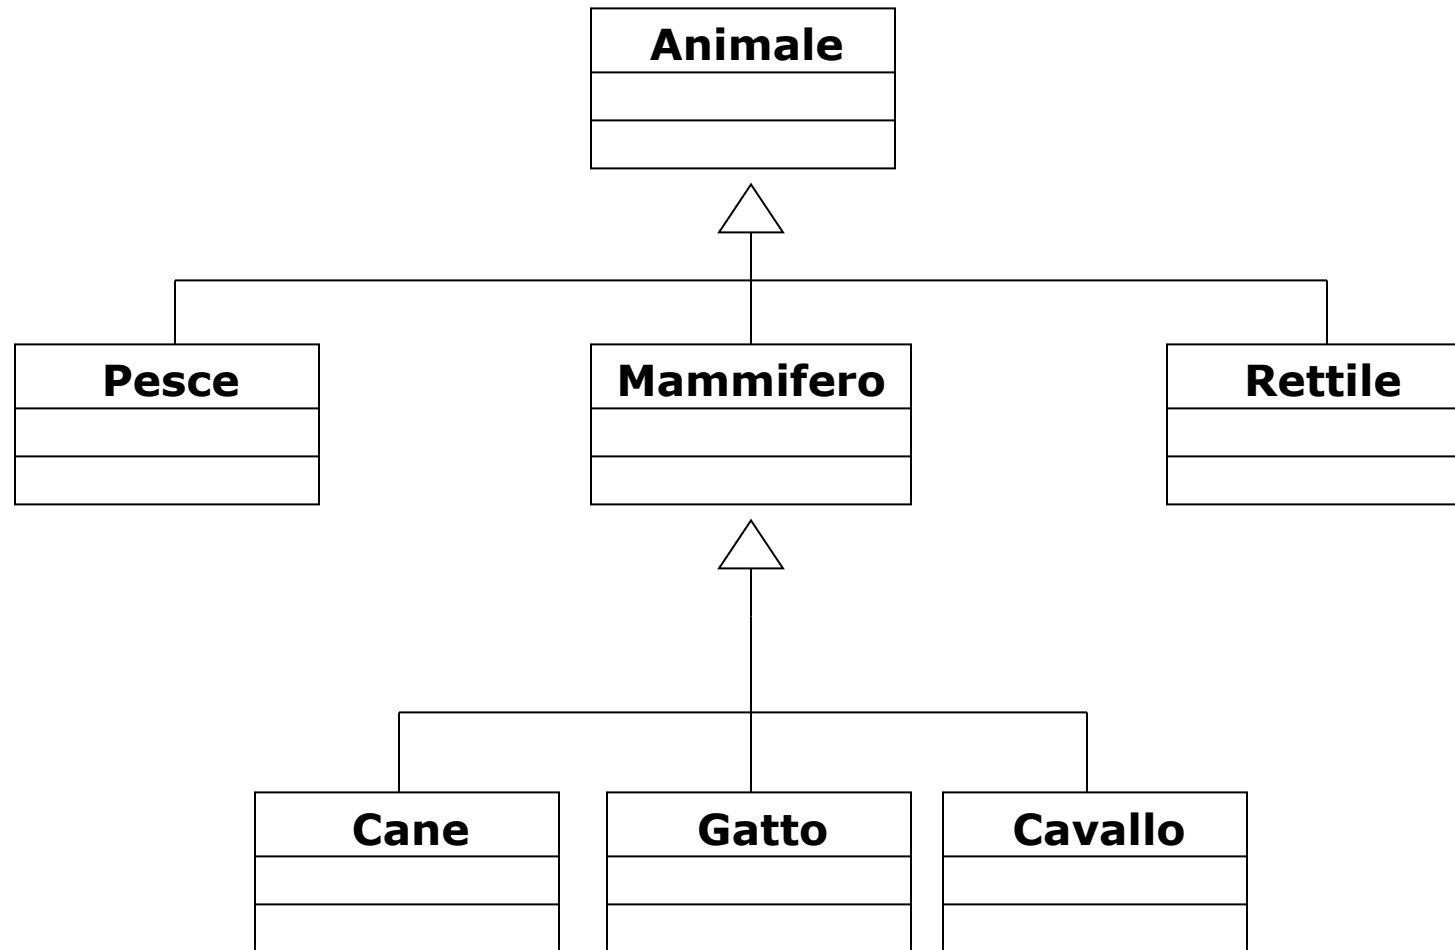 Animale
Pesce
Mammifero
Rettile
Cane
Gatto
Cavallo